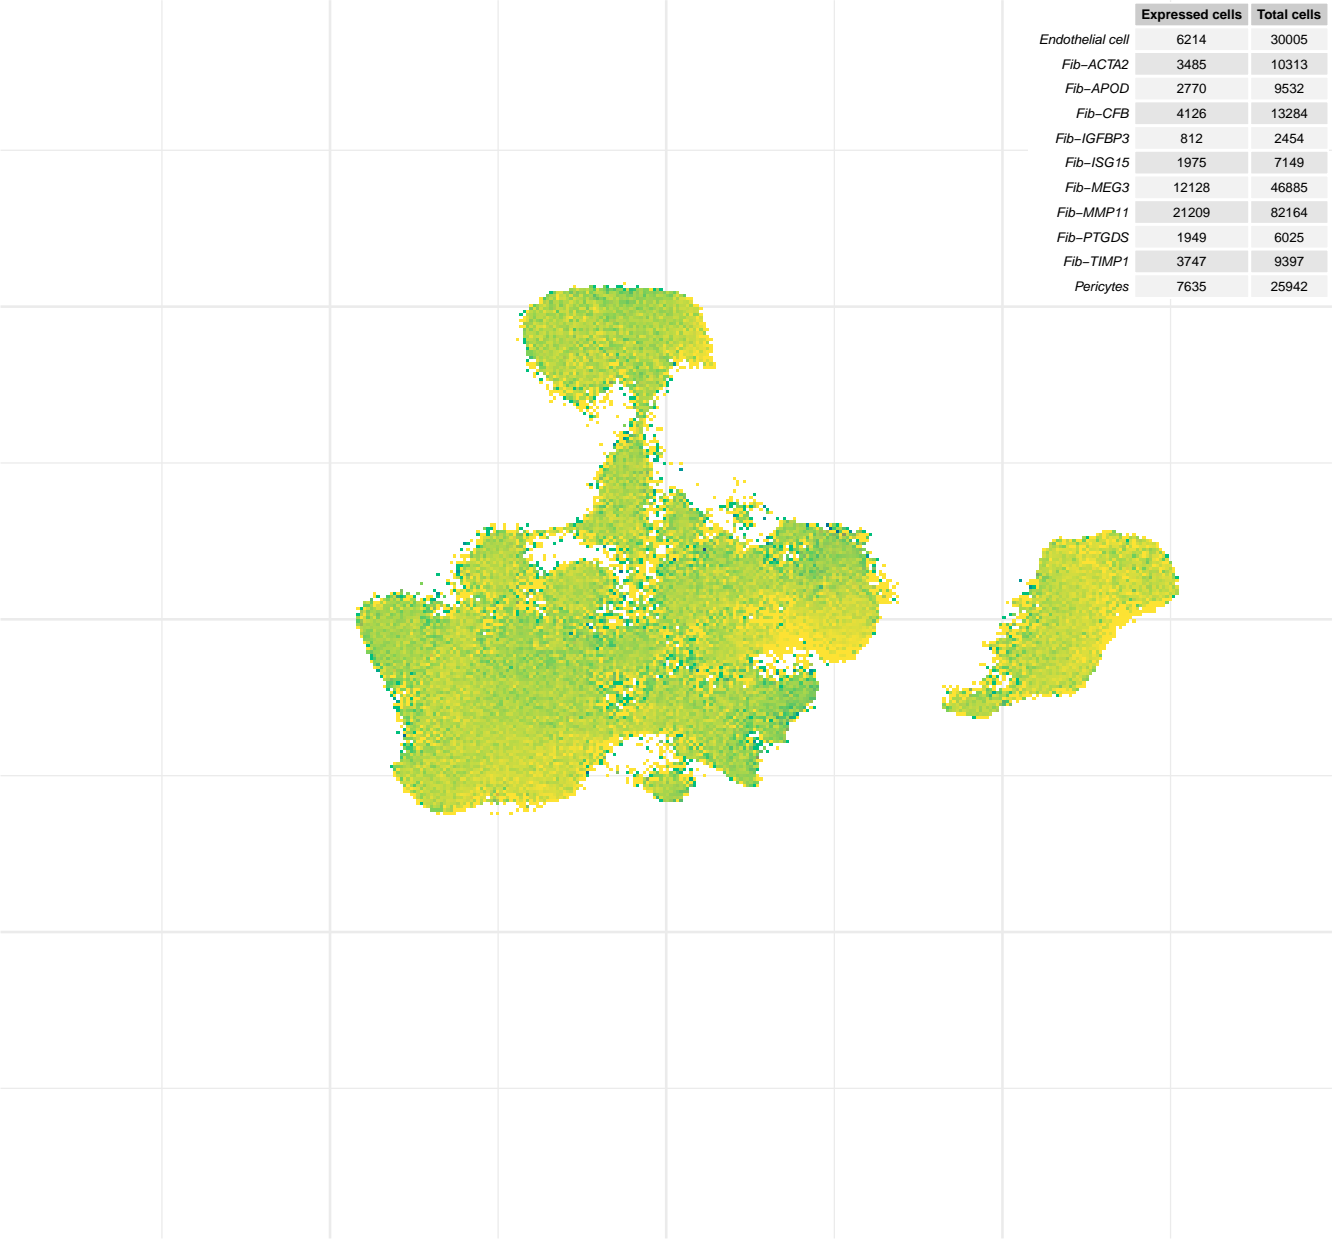 Expressed cells Total cells
Endothelial cell 6214 30005
Fib−ACTA2 3485 10313
Fib−APOD 2770 9532
Fib−CFB 4126 13284
Fib−IGFBP3 812 2454
Fib−ISG15 1975 7149
Fib−MEG3 12128 46885
Fib−MMP11 21209 82164
Fib−PTGDS 1949 6025
Fib−TIMP1 3747 9397
Pericytes 7635 25942